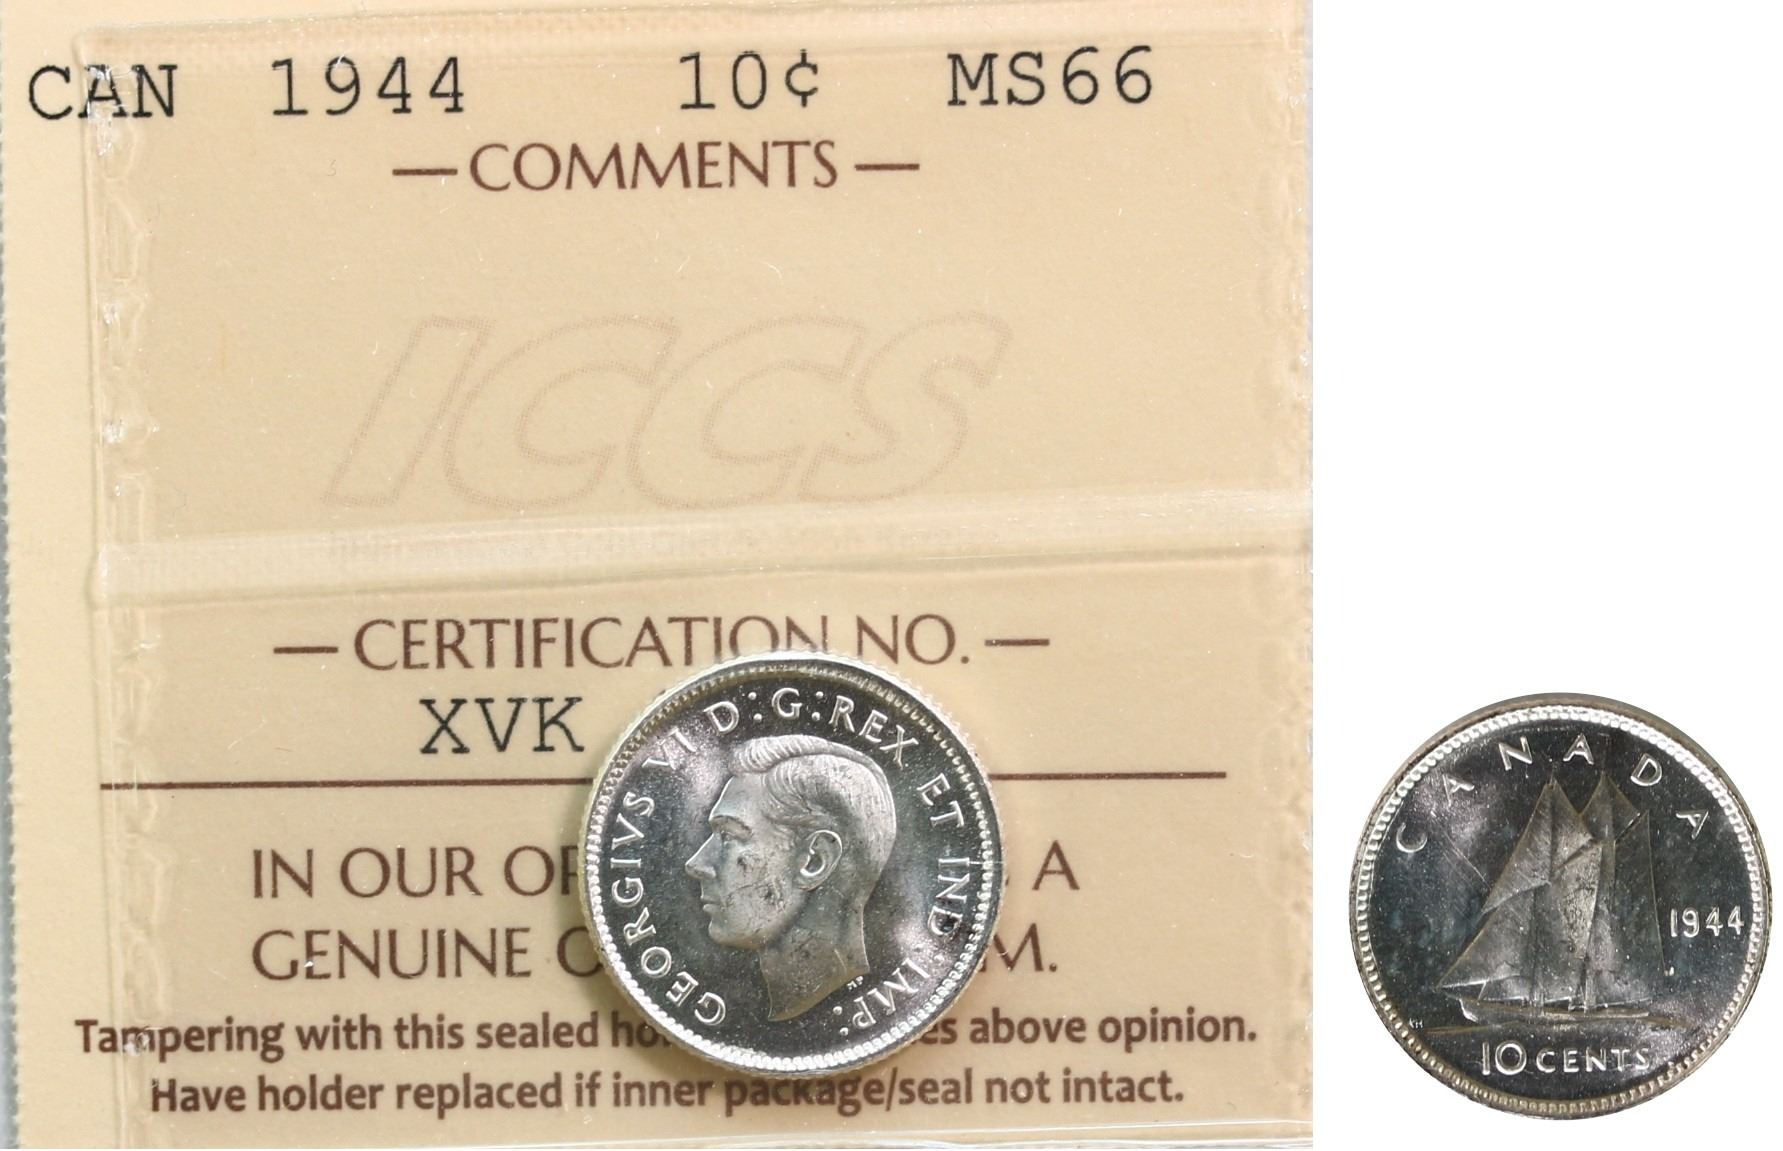 CAN 1944 10¢ MS66
— COMMENTS —
ICCS
— CERTIFICATION NO. —
XVK
IN OUR A
GENUINE M.
Tampering with this sealed es above opinion.
Have holder replaced if inner package/seal not intact.
GEORGIVS VI D:G:REX ET IND:IMP:
HP
CANADA
1944
KH
10 CENTS